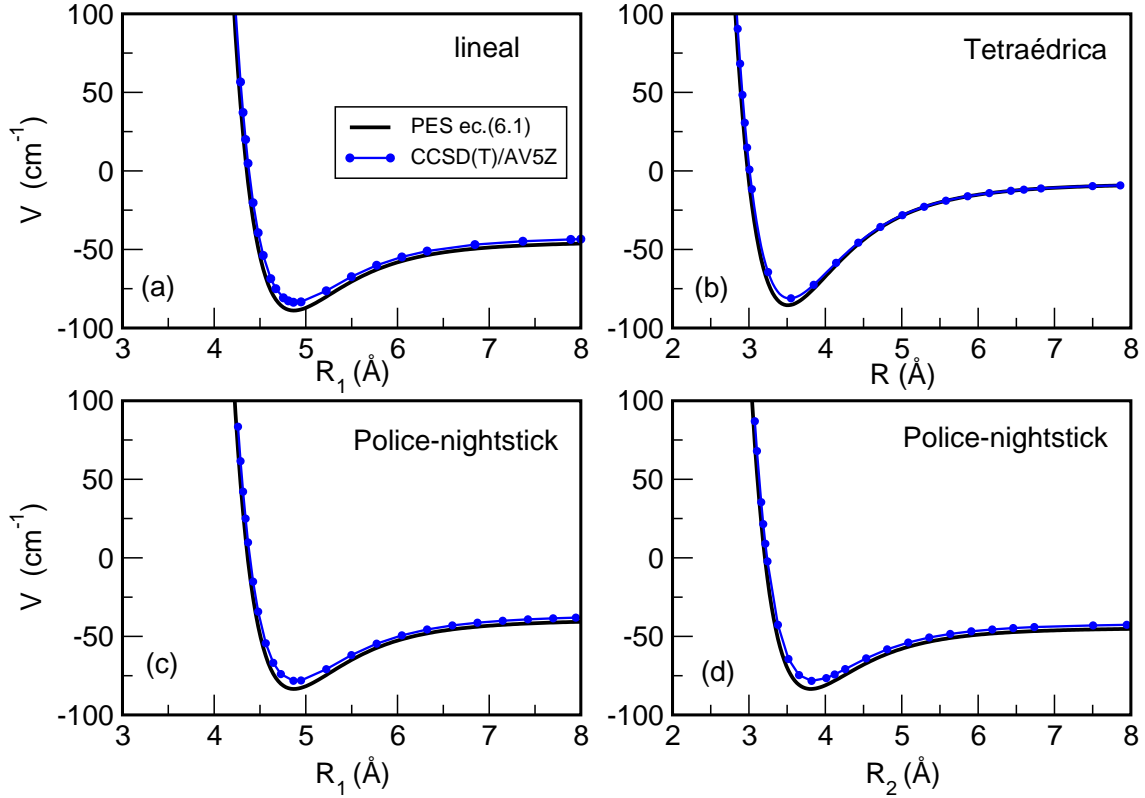 100
50
0
-50
-100
V (cm-1)
lineal
PES ec.(6.1)
CCSD(T)/AV5Z
(a)
3 4 5 6 7 8
R1 (Å)
100
50
0
-50
-100
Tetraédrica
(b)
2 3 4 5 6 7 8
R (Å)
100
50
0
-50
-100
V (cm-1)
Police-nightstick
(c)
3 4 5 6 7 8
R1 (Å)
100
50
0
-50
-100
Police-nightstick
(d)
2 3 4 5 6 7 8
R2 (Å)